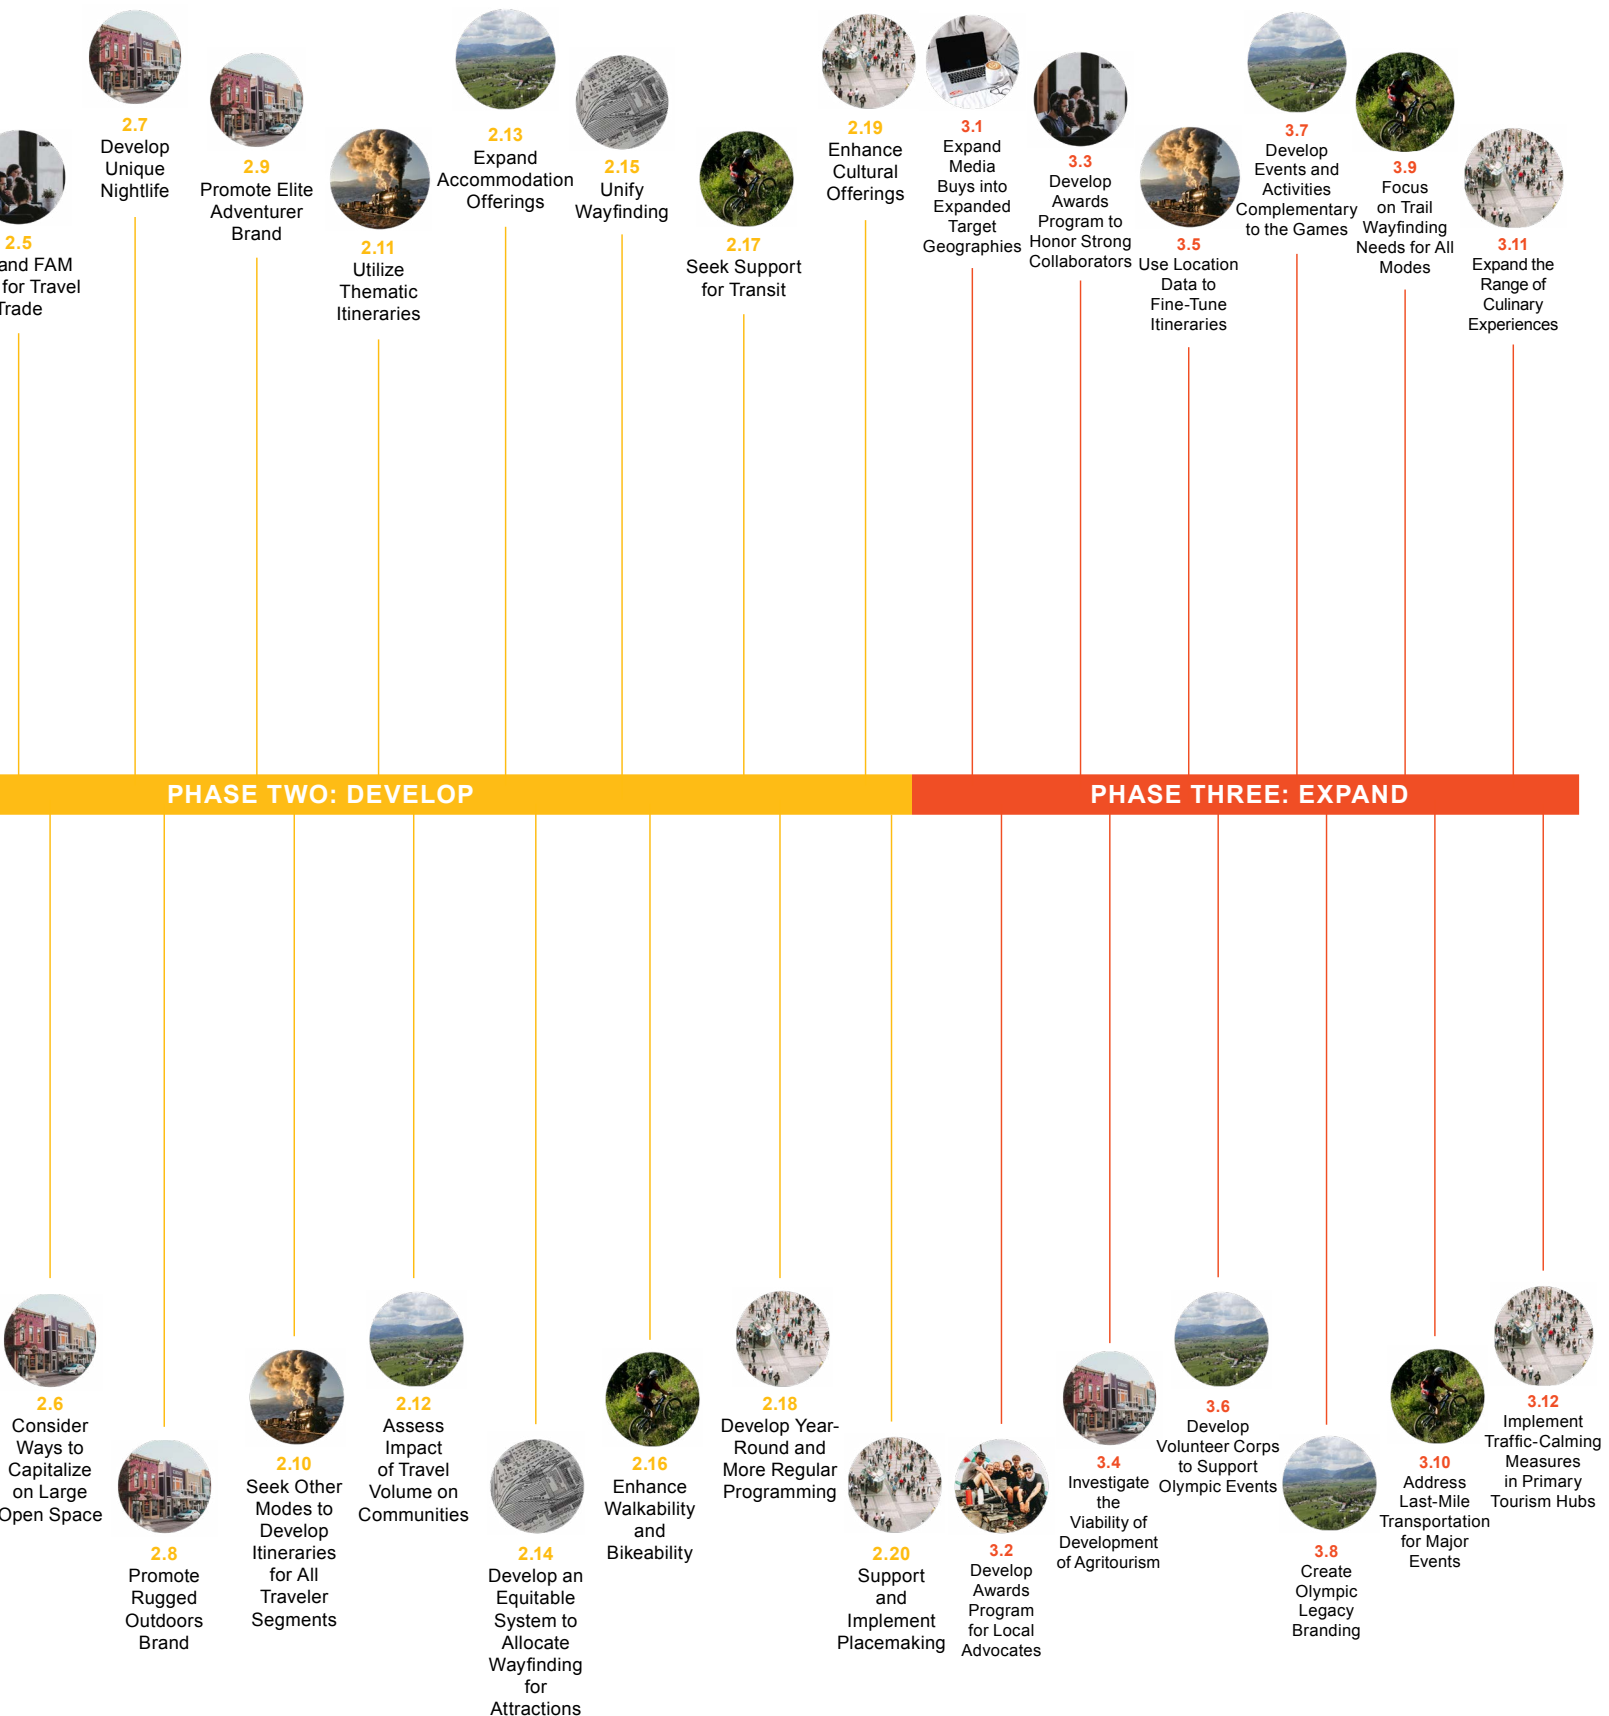 2.5
and FAM
for Travel
Trade
2.7
Develop
Unique
Nightlife
2.9
Promote Elite
Adventurer
Brand
2.11
Utilize
Thematic
Itineraries
2.13
Expand
Accommodation
Offerings
2.15
Unify
Wayfinding
2.17
Seek Support
for Transit
2.19
Enhance
Cultural
Offerings
3.1
Expand
Media
Buys into
Expanded
Target
Geographies
3.3
Develop
Awards
Program to
Honor Strong
Collaborators
3.5
Use Location
Data to
Fine-Tune
Itineraries
3.7
Develop
Events and
Activities
Complementary
to the Games
3.9
Focus
on Trail
Wayfinding
Needs for All
Modes
3.11
Expand the
Range of
Culinary
Experiences
PHASE TWO: DEVELOP
PHASE THREE: EXPAND
2.6
Consider
Ways to
Capitalize
on Large
Open Space
2.8
Promote
Rugged
Outdoors
Brand
2.10
Seek Other
Modes to
Develop
Itineraries
for All
Traveler
Segments
2.12
Assess
Impact
of Travel
Volume on
Communities
2.14
Develop an
Equitable
System to
Allocate
Wayfinding
for
Attractions
2.16
Enhance
Walkability
and
Bikeability
2.18
Develop Year-
Round and
More Regular
Programming
2.20
Support
and
Implement
Placemaking
3.2
Develop
Awards
Program
for Local
Advocates
3.4
Investigate
the
Viability of
Development
of Agritourism
3.6
Develop
Volunteer Corps
to Support
Olympic Events
3.8
Create
Olympic
Legacy
Branding
3.10
Address
Last-Mile
Transportation
for Major
Events
3.12
Implement
Traffic-Calming
Measures
in Primary
Tourism Hubs